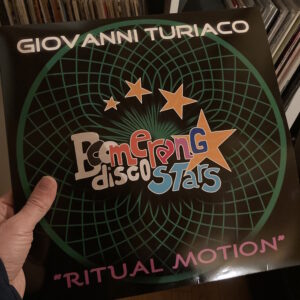 GIOVANNI TURIACO
BoomeranG
disco STars
"RITUAL MOTION"